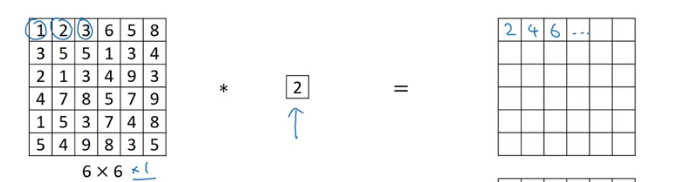 1 2 3 6 5 8 2 4 6 ...
3 5 5 1 3 4
2 1 3 4 9 3
* 2 =
4 7 8 5 7 9
1 5 3 7 4 8
5 4 9 8 3 5
6 × 6 ×1